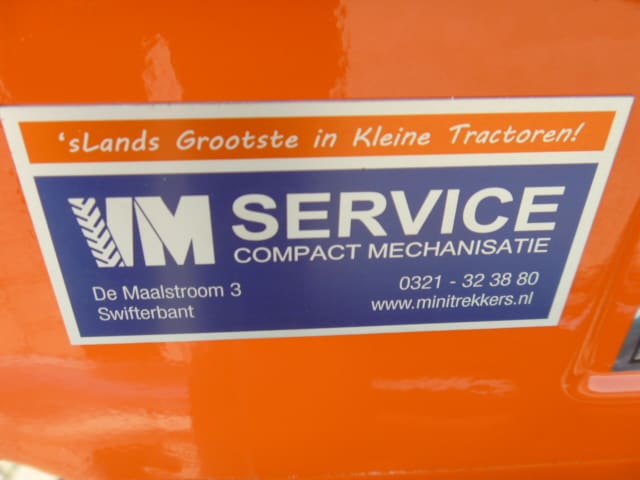 'sLands Grootste in Kleine Tractoren!
VM SERVICE
COMPACT MECHANISATIE
De Maalstroom 3
Swifterbant
0321 - 32 38 80
www.minitrekkers.nl